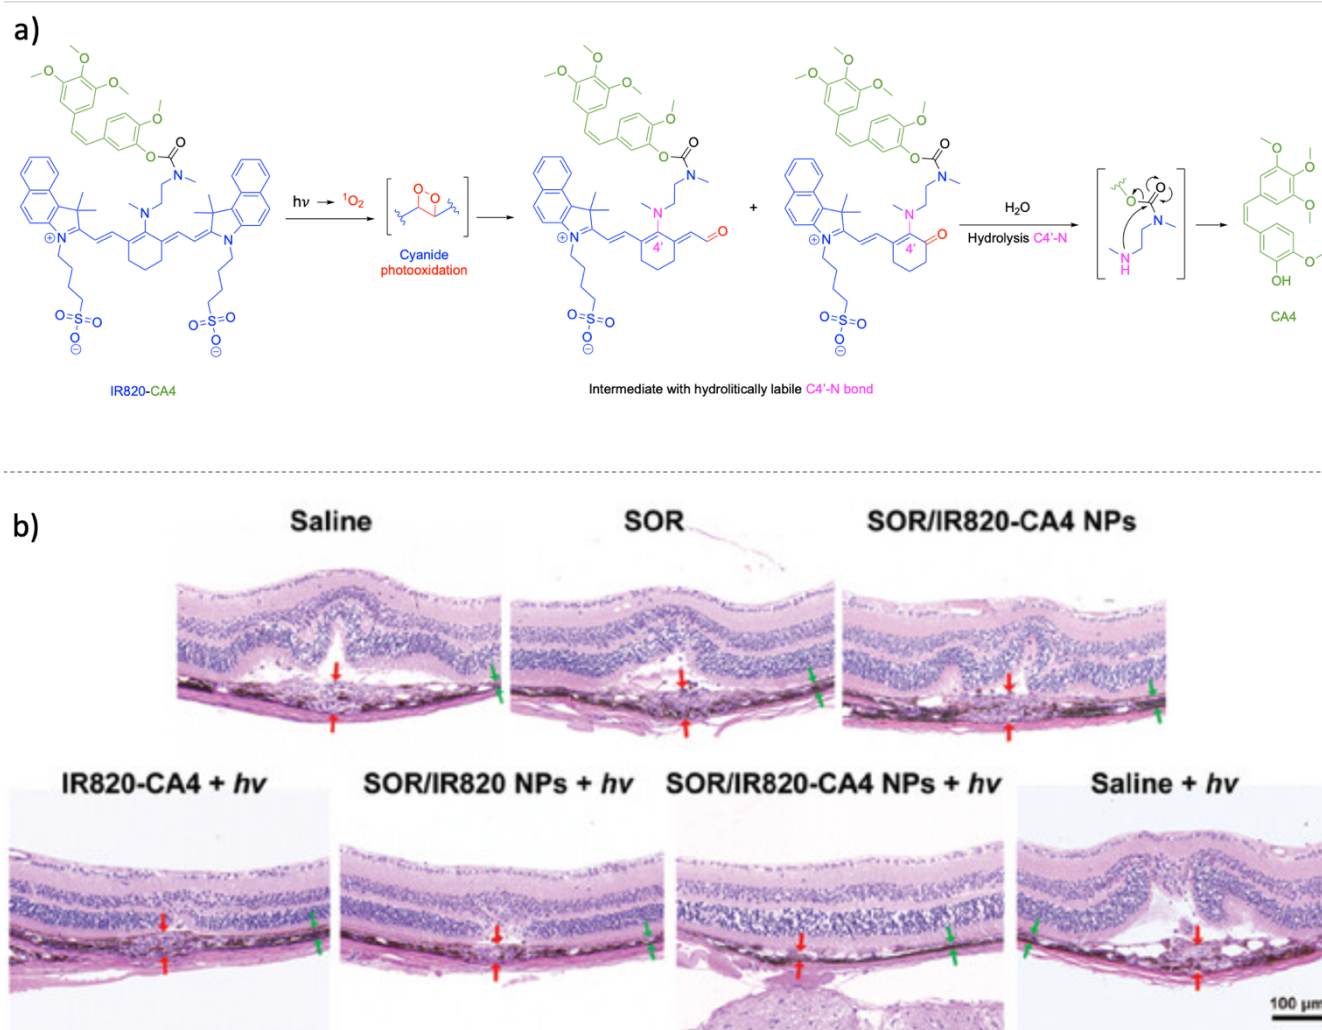 a)
hν → ¹O₂
Cyanide
photooxidation
+
H₂O
Hydrolysis C4'-N
4'
4'
OH
CA4
IR820-CA4
Intermediate with hydrolitically labile C4'-N bond
b)
Saline
SOR
SOR/IR820-CA4 NPs
IR820-CA4 + hν
SOR/IR820 NPs + hν
SOR/IR820-CA4 NPs + hν
Saline + hν
100 μm